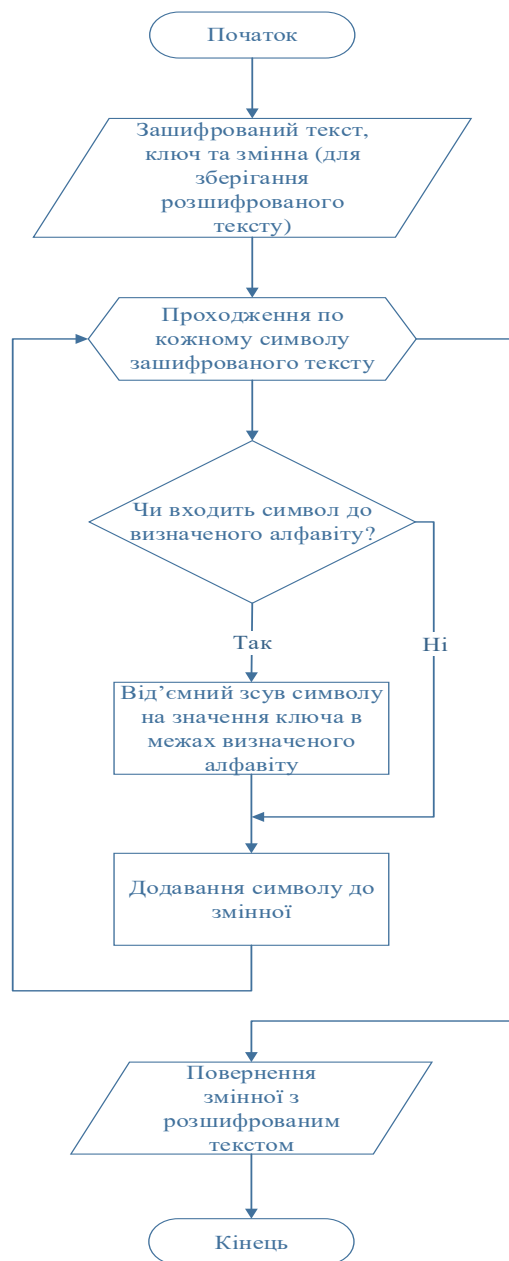 Початок
Зашифрований текст,
ключ та змінна (для
зберігання
розшифрованого
тексту)
Проходження по
кожному символу
зашифрованого тексту
Чи входить символ до
визначеного алфавіту?
Так
Ні
Від’ємний зсув символу
на значення ключа в
межах визначеного
алфавіту
Додавання символу до
змінної
Повернення
змінної з
розшифрованим
текстом
Кінець